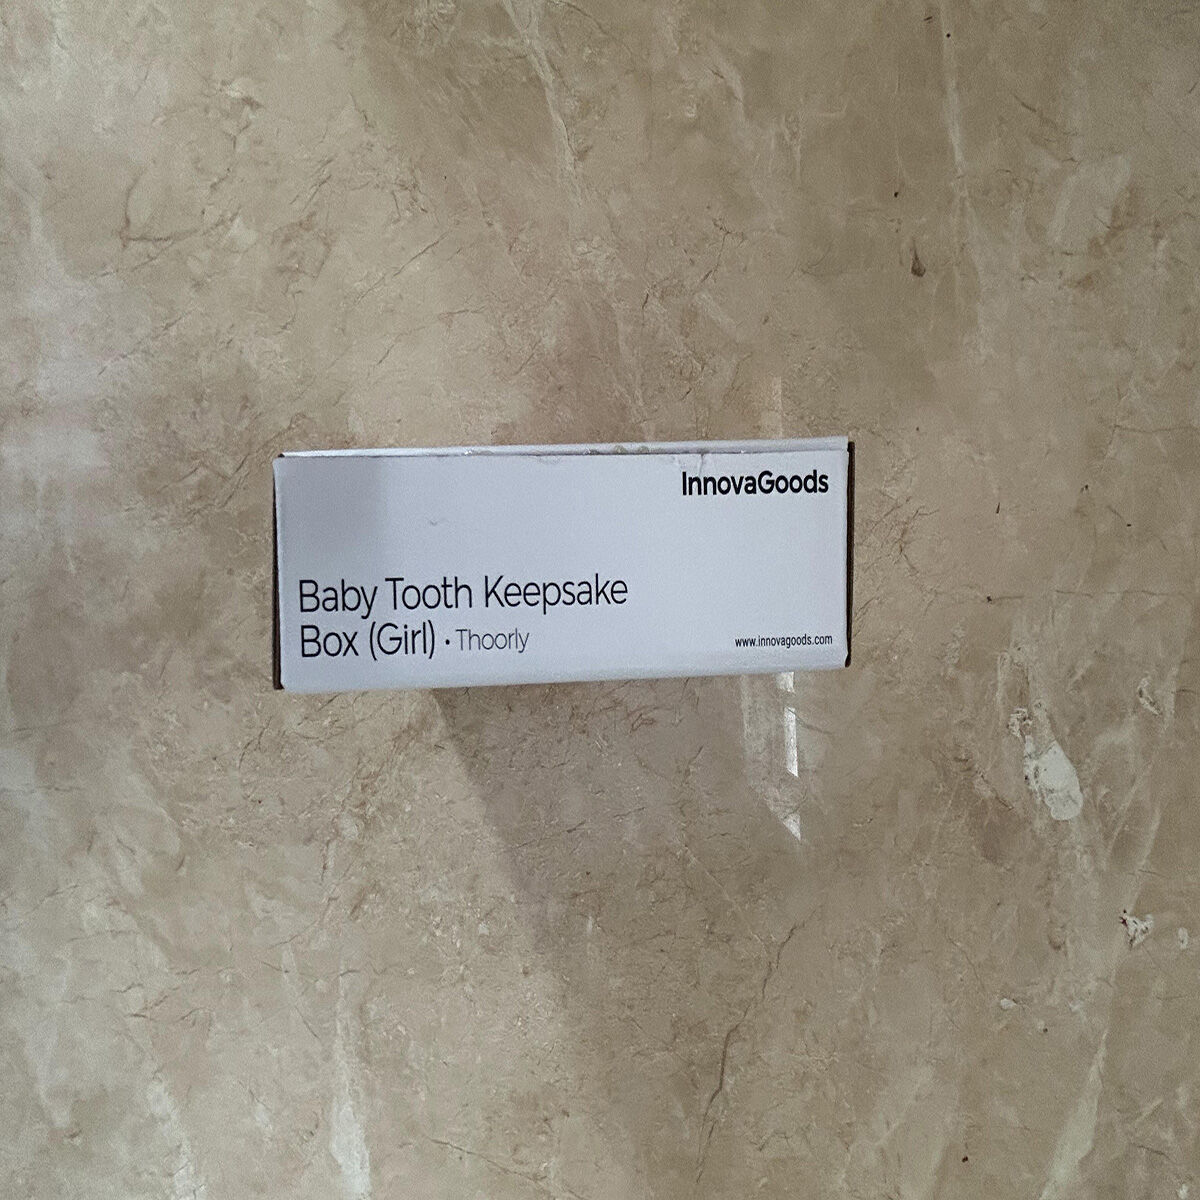 InnovaGoods
Baby Tooth Keepsake
Box (Girl) · Thoorly
www.innovagoods.com